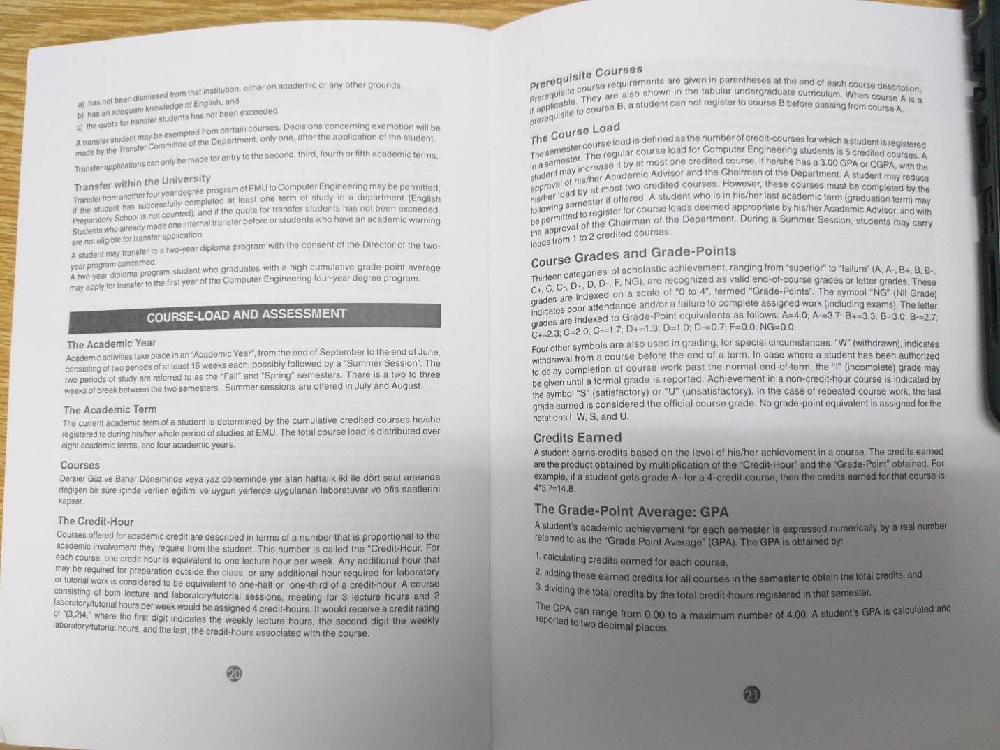 a) has not been dismissed from that institution, either on academic or any other grounds,
b) has an adequate knowledge of English, and
c) the quota for transfer students has not been exceeded.
A transfer student may be exempted from certain courses. Decisions concerning exemption will be
made by the Transfer Committee of the Department, only one, after the application of the student.
Transfer applications can only be made for entry to the second, third, fourth or fifth academic terms,.
Transfer within the University
Transfer from another four year degree program of EMU to Computer Engineering may be permitted,
if the student has successfully completed at least one term of study in a department (English
Preparatory School is not counted); and if the quota for transfer students has not been exceeded.
Students who already made one internal transfer before or students who have an academic warning
are not eligible for transfer application.
A student may transfer to a two-year diploma program with the consent of the Director of the two-
year program concerned.
A two-year diploma program student who graduates with a high cumulative grade-point average
may apply for transfer to the first year of the Computer Engineering four-year degree program.
COURSE-LOAD AND ASSESSMENT
The Academic Year
Academic activities take place in an "Academic Year", from the end of September to the end of June,
consisting of two periods of at least 16 weeks each, possibly followed by a "Summer Session". The
two periods of study are referred to as the "Fall" and "Spring" semesters. There is a two to three
weeks of break between the two semesters. Summer sessions are offered in July and August.
The Academic Term
The current academic term of a student is determined by the cumulative credited courses he/she
registered to during his/her whole period of studies at EMU. The total course load is distributed over
eight academic terms, and four academic years.
Courses
Dersler Güz ve Bahar Döneminde veya yaz döneminde yer alan haftalık iki ile dört saat arasında
değişen bir süre içinde verilen eğitimi ve uygun yerlerde uygulanan laboratuvar ve ofis saatlerini
kapsar.
The Credit-Hour
Courses offered for academic credit are described in terms of a number that is proportional to the
academic involvement they require from the student. This number is called the "Credit-Hour. For
each course, one credit hour is equivalent to one lecture hour per week. Any additional hour that
may be required for preparation outside the class, or any additional hour required for laboratory
or tutorial work is considered to be equivalent to one-half or one-third of a credit-hour. A course
consisting of both lecture and laboratory/tutorial sessions, meeting for 3 lecture hours and 2
laboratory/tutorial hours per week would be assigned 4 credit-hours. It would receive a credit rating
of "(3,2)4," where the first digit indicates the weekly lecture hours, the second digit the weekly
laboratory/tutorial hours, and the last, the credit-hours associated with the course.
20
Prerequisite Courses
Prerequisite course requirements are given in parentheses at the end of each course description,
if applicable. They are also shown in the tabular undergraduate curriculum. When course A is a
prerequisite to course B, a student can not register to course B before passing from course A.
The Course Load
The semester course load is defined as the number of credit-courses for which a student is registered
in a semester. The regular course load for Computer Engineering students is 5 credited courses. A
student may increase it by at most one credited course, if he/she has a 3.00 GPA or CGPA, with the
approval of his/her Academic Advisor and the Chairman of the Department. A student may reduce
his/her load by at most two credited courses. However, these courses must be completed by the
following semester if offered. A student who is in his/her last academic term (graduation term) may
be permitted to register for course loads deemed appropriate by his/her Academic Advisor, and with
the approval of the Chairman of the Department. During a Summer Session, students may carry
loads from 1 to 2 credited courses.
Course Grades and Grade-Points
Thirteen categories of scholastic achievement, ranging from "superior" to "failure" (A, A-, B+, B, B-,
C+, C, C-, D+, D, D-, F, NG), are recognized as valid end-of-course grades or letter grades. These
grades are indexed on a scale of "0 to 4", termed "Grade-Points". The symbol "NG" (Nil Grade)
indicates poor attendance and/or a failure to complete assigned work (including exams). The letter
grades are indexed to Grade-Point equivalents as follows: A=4.0; A-=3.7; B+=3.3; B=3.0; B-=2.7;
C+=2.3; C=2.0; C-=1.7; D+=1.3; D=1.0; D-=0.7; F=0.0; NG=0.0.
Four other symbols are also used in grading, for special circumstances. "W" (withdrawn), indicates
withdrawal from a course before the end of a term. In case where a student has been authorized
to delay completion of course work past the normal end-of-term, the "I" (incomplete) grade may
be given until a formal grade is reported. Achievement in a non-credit-hour course is indicated by
the symbol "S" (satisfactory) or "U" (unsatisfactory). In the case of repeated course work, the last
grade earned is considered the official course grade. No grade-point equivalent is assigned for the
notations I, W, S, and U.
Credits Earned
A student earns credits based on the level of his/her achievement in a course. The credits earned
are the product obtained by multiplication of the "Credit-Hour" and the "Grade-Point" obtained. For
example, if a student gets grade A- for a 4-credit course, then the credits earned for that course is
4*3.7=14.8.
The Grade-Point Average: GPA
A student's academic achievement for each semester is expressed numerically by a real number
referred to as the "Grade Point Average" (GPA). The GPA is obtained by:
1. calculating credits earned for each course,
2. adding these earned credits for all courses in the semester to obtain the total credits, and
3. dividing the total credits by the total credit-hours registered in that semester.
The GPA can range from 0.00 to a maximum number of 4.00. A student's GPA is calculated and
reported to two decimal places.
21